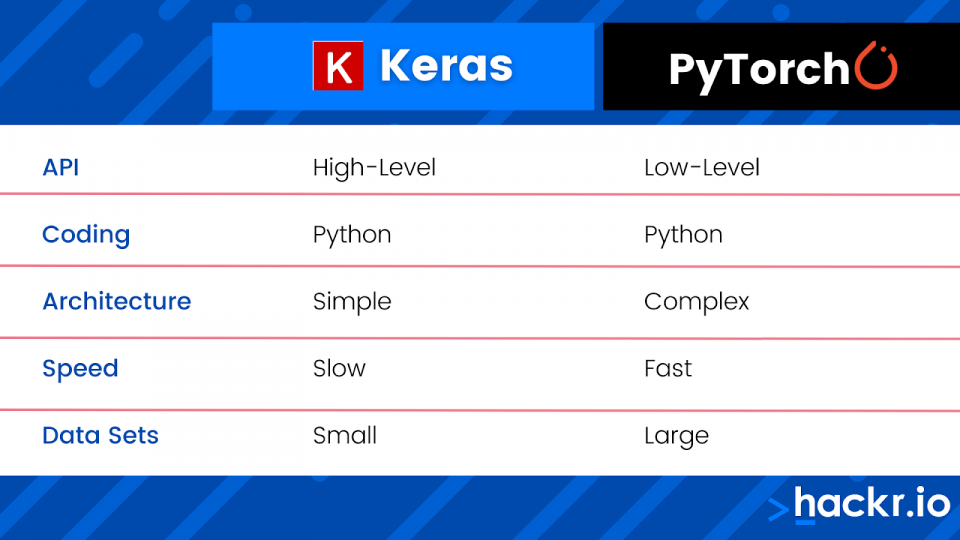 K Keras PyTorch
API High-Level Low-Level
Coding Python Python
Architecture Simple Complex
Speed Slow Fast
Data Sets Small Large
>_hackr.io